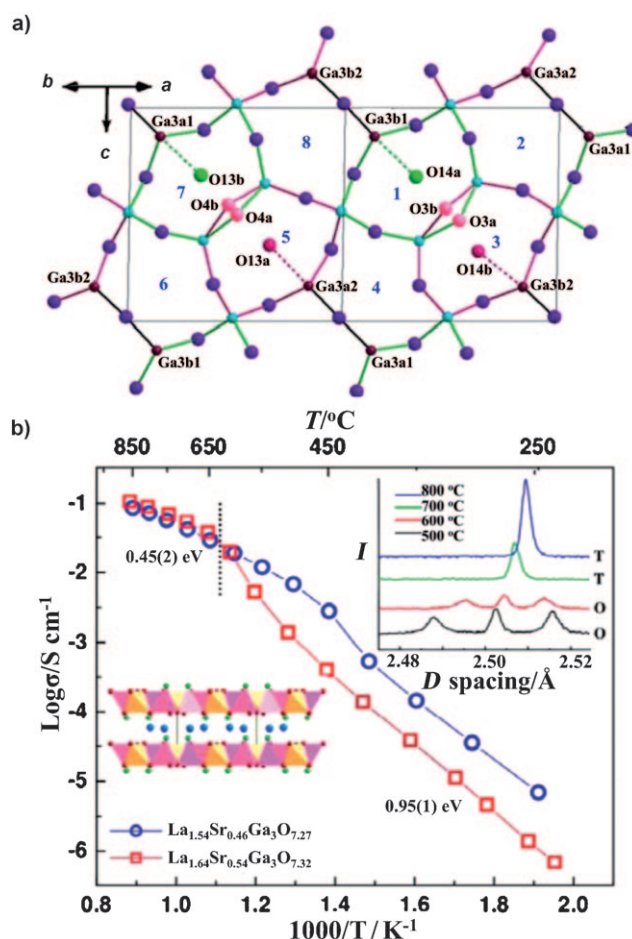 a)
Ga3b2
Ga3a2
b
a
c
Ga3a1
Ga3b1
Ga3a1
8
2
O13b
O14a
7
1
O4b
O4a
O3b
O3a
5
3
O13a
O14b
6
4
Ga3b2
Ga3a2
Ga3b2
Ga3b1
Ga3a1
b)
T/°C
850 650 450 250
-1
-2
-3
-4
-5
-6
Logσ/S cm⁻¹
0.45(2) eV
800 °C
700 °C
600 °C
500 °C
I
T
T
O
O
2.48 2.50 2.52
D spacing/Å
0.95(1) eV
La₁.₅₄Sr₀.₄₆Ga₃O₇.₂₇
La₁.₆₄Sr₀.₅₄Ga₃O₇.₃₂
0.8 1.0 1.2 1.4 1.6 1.8 2.0
1000/T / K⁻¹